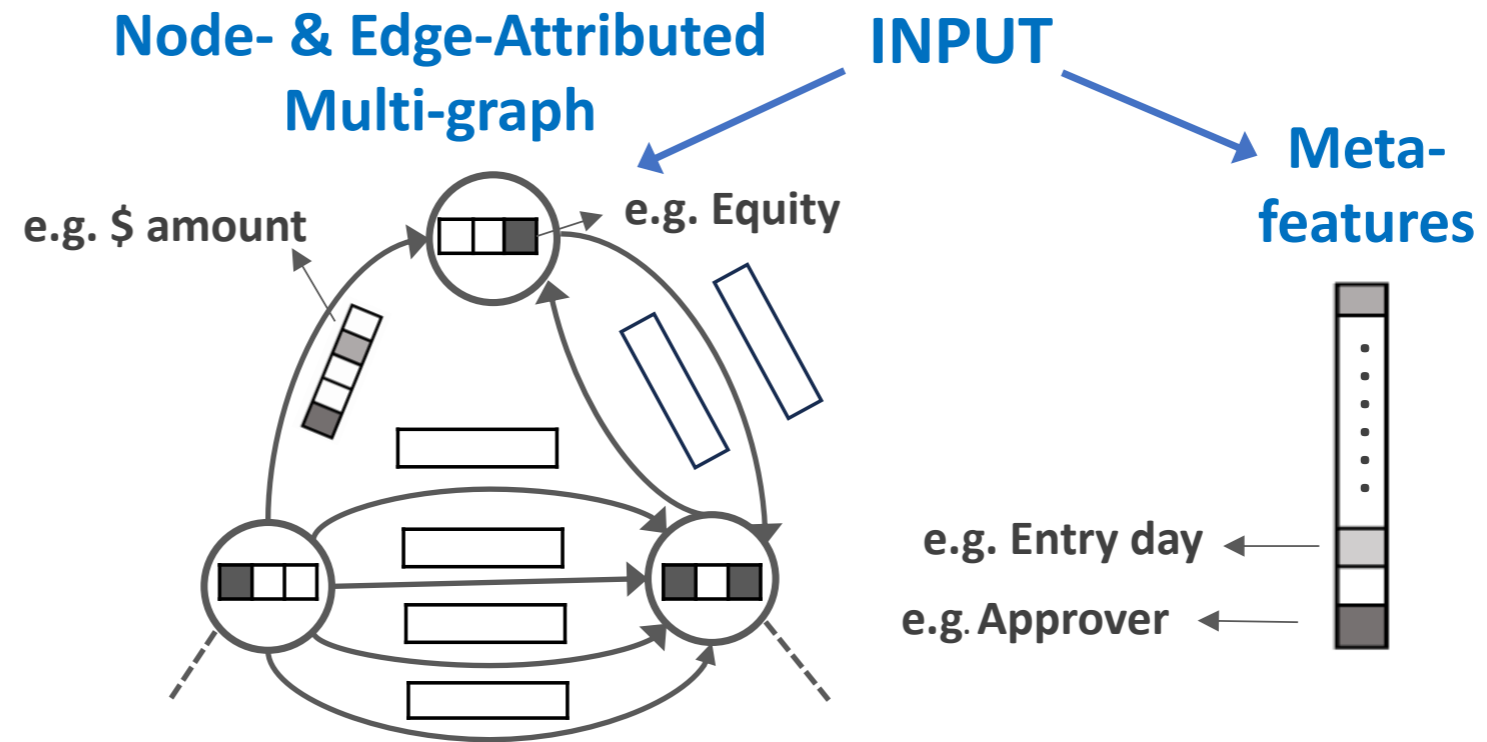 Node- & Edge-Attributed
Multi-graph
INPUT
Meta-
features
e.g. $ amount
e.g. Equity
e.g. Entry day
e.g. Approver